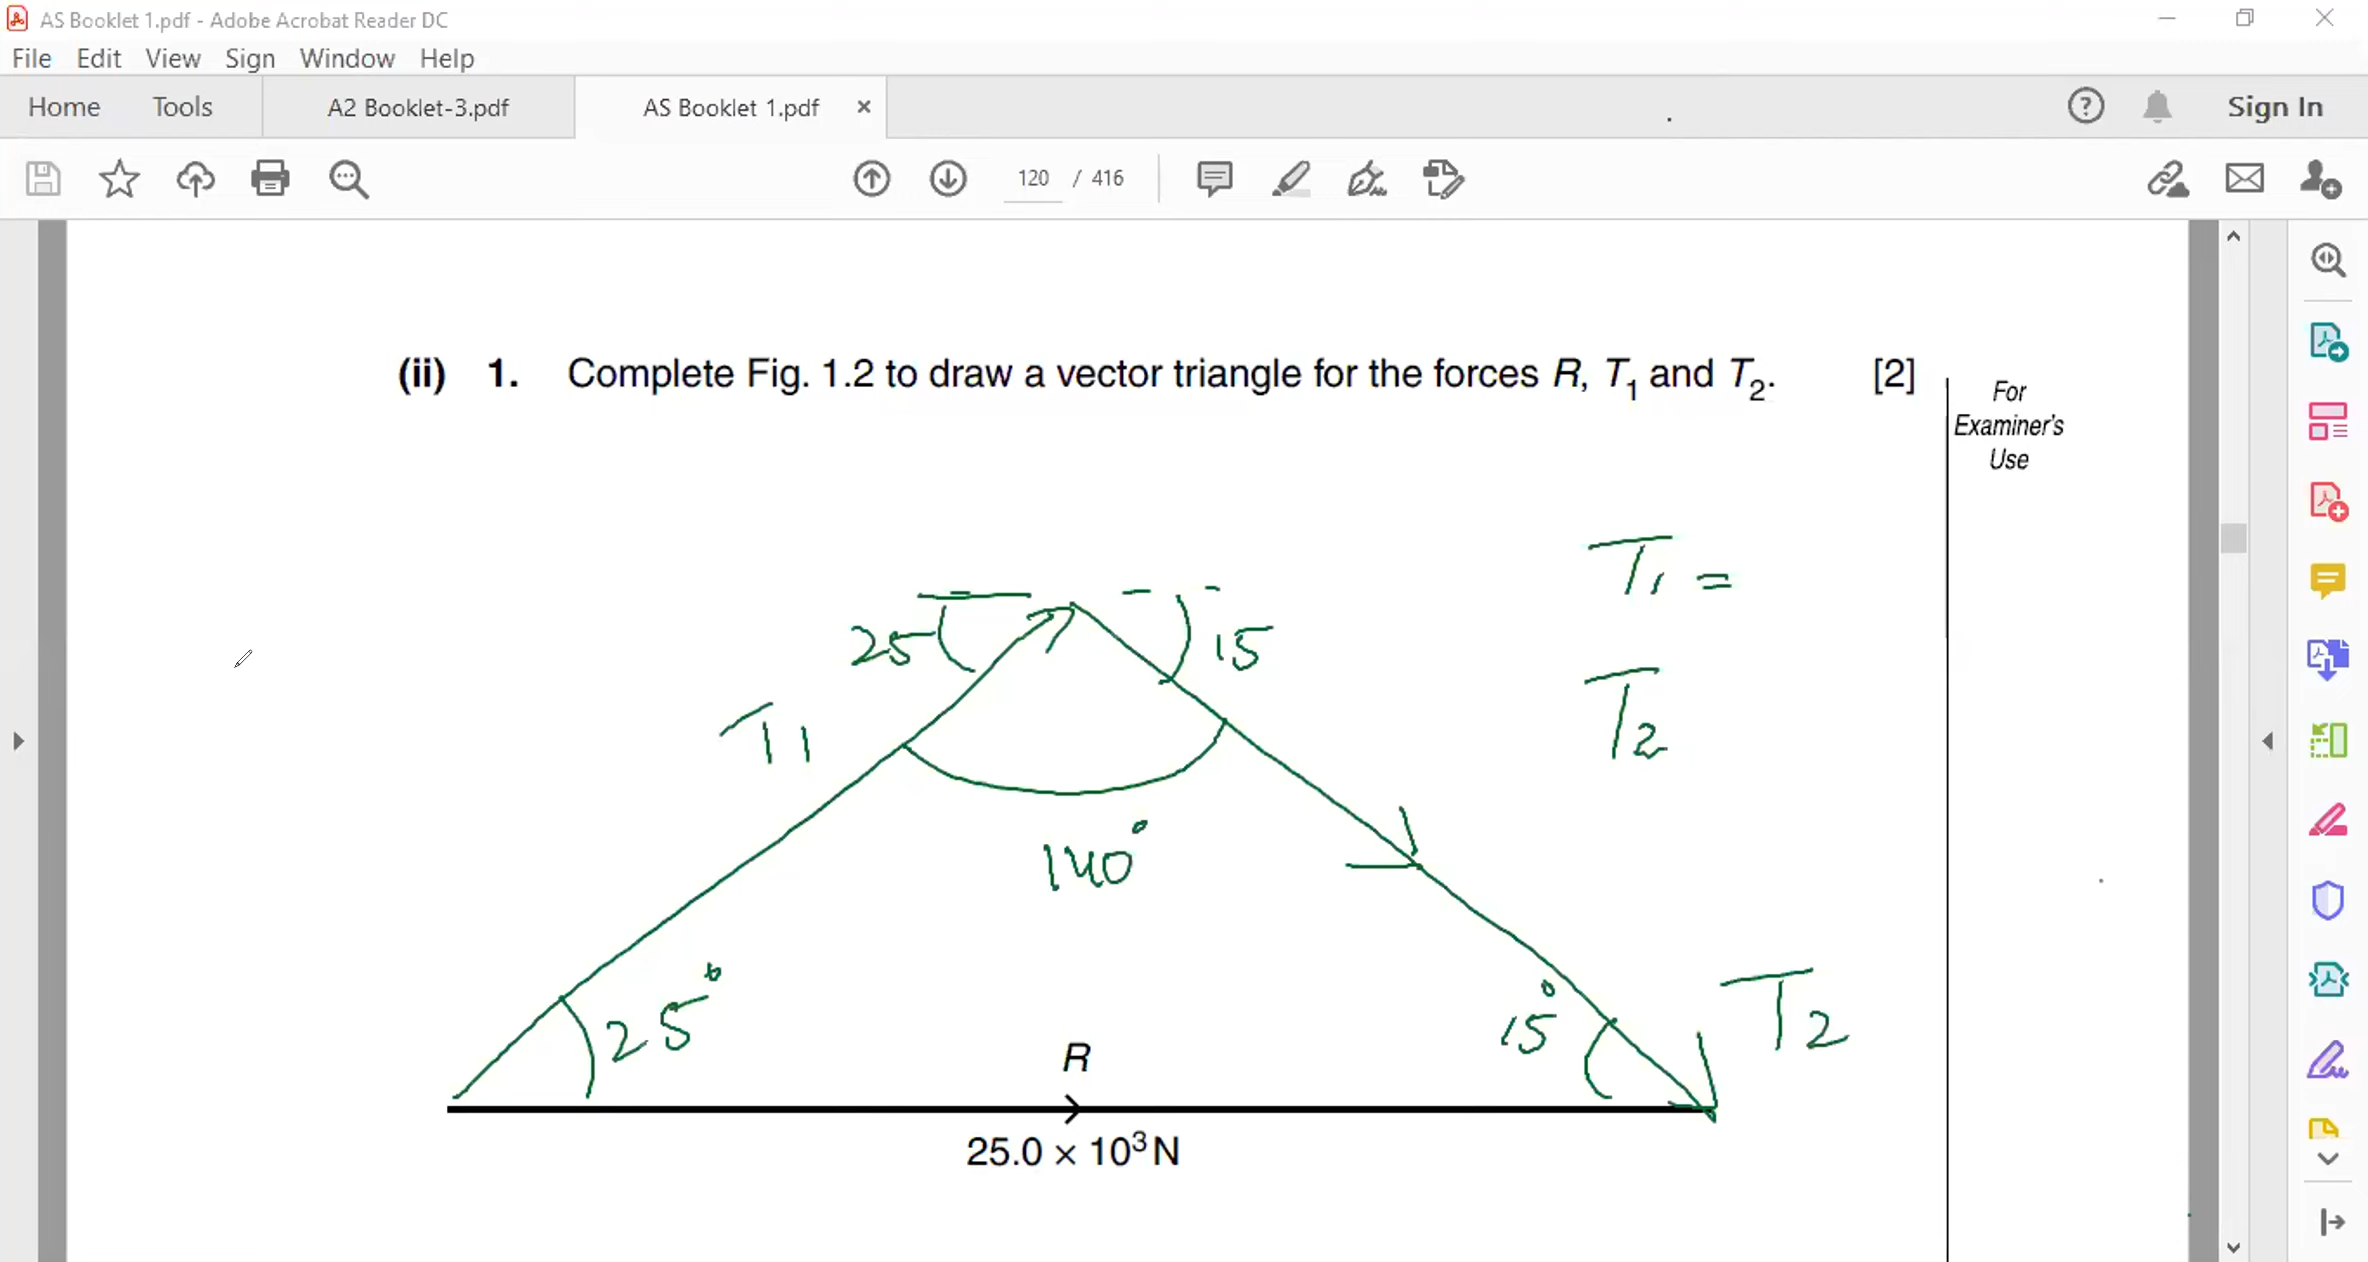 AS Booklet 1.pdf - Adobe Acrobat Reader DC
File Edit View Sign Window Help
Home Tools A2 Booklet-3.pdf AS Booklet 1.pdf Sign In
120 / 416
(ii) 1. Complete Fig. 1.2 to draw a vector triangle for the forces R, T₁ and T₂. [2]
For
Examiner's
Use
T₁ =
25 15
T₂
T1
140°
25° 15° T2
R
25.0 × 10³ N